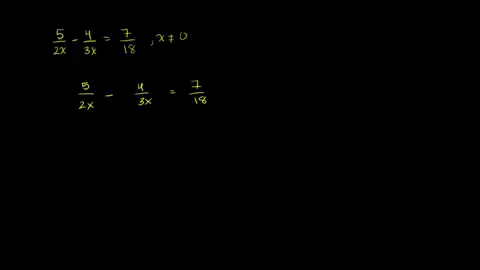 5/2x - 4/3x = 7/18 , x ≠ 0
5/2x - 4/3x = 7/18